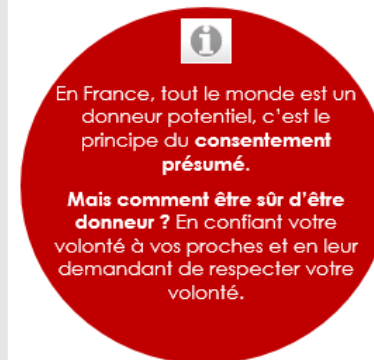 En France, tout le monde est un
donneur potentiel, c'est le
principe du consentement
présumé.
Mais comment être sûr d'être
donneur ? En confiant votre
volonté à vos proches et en leur
demandant de respecter votre
volonté.